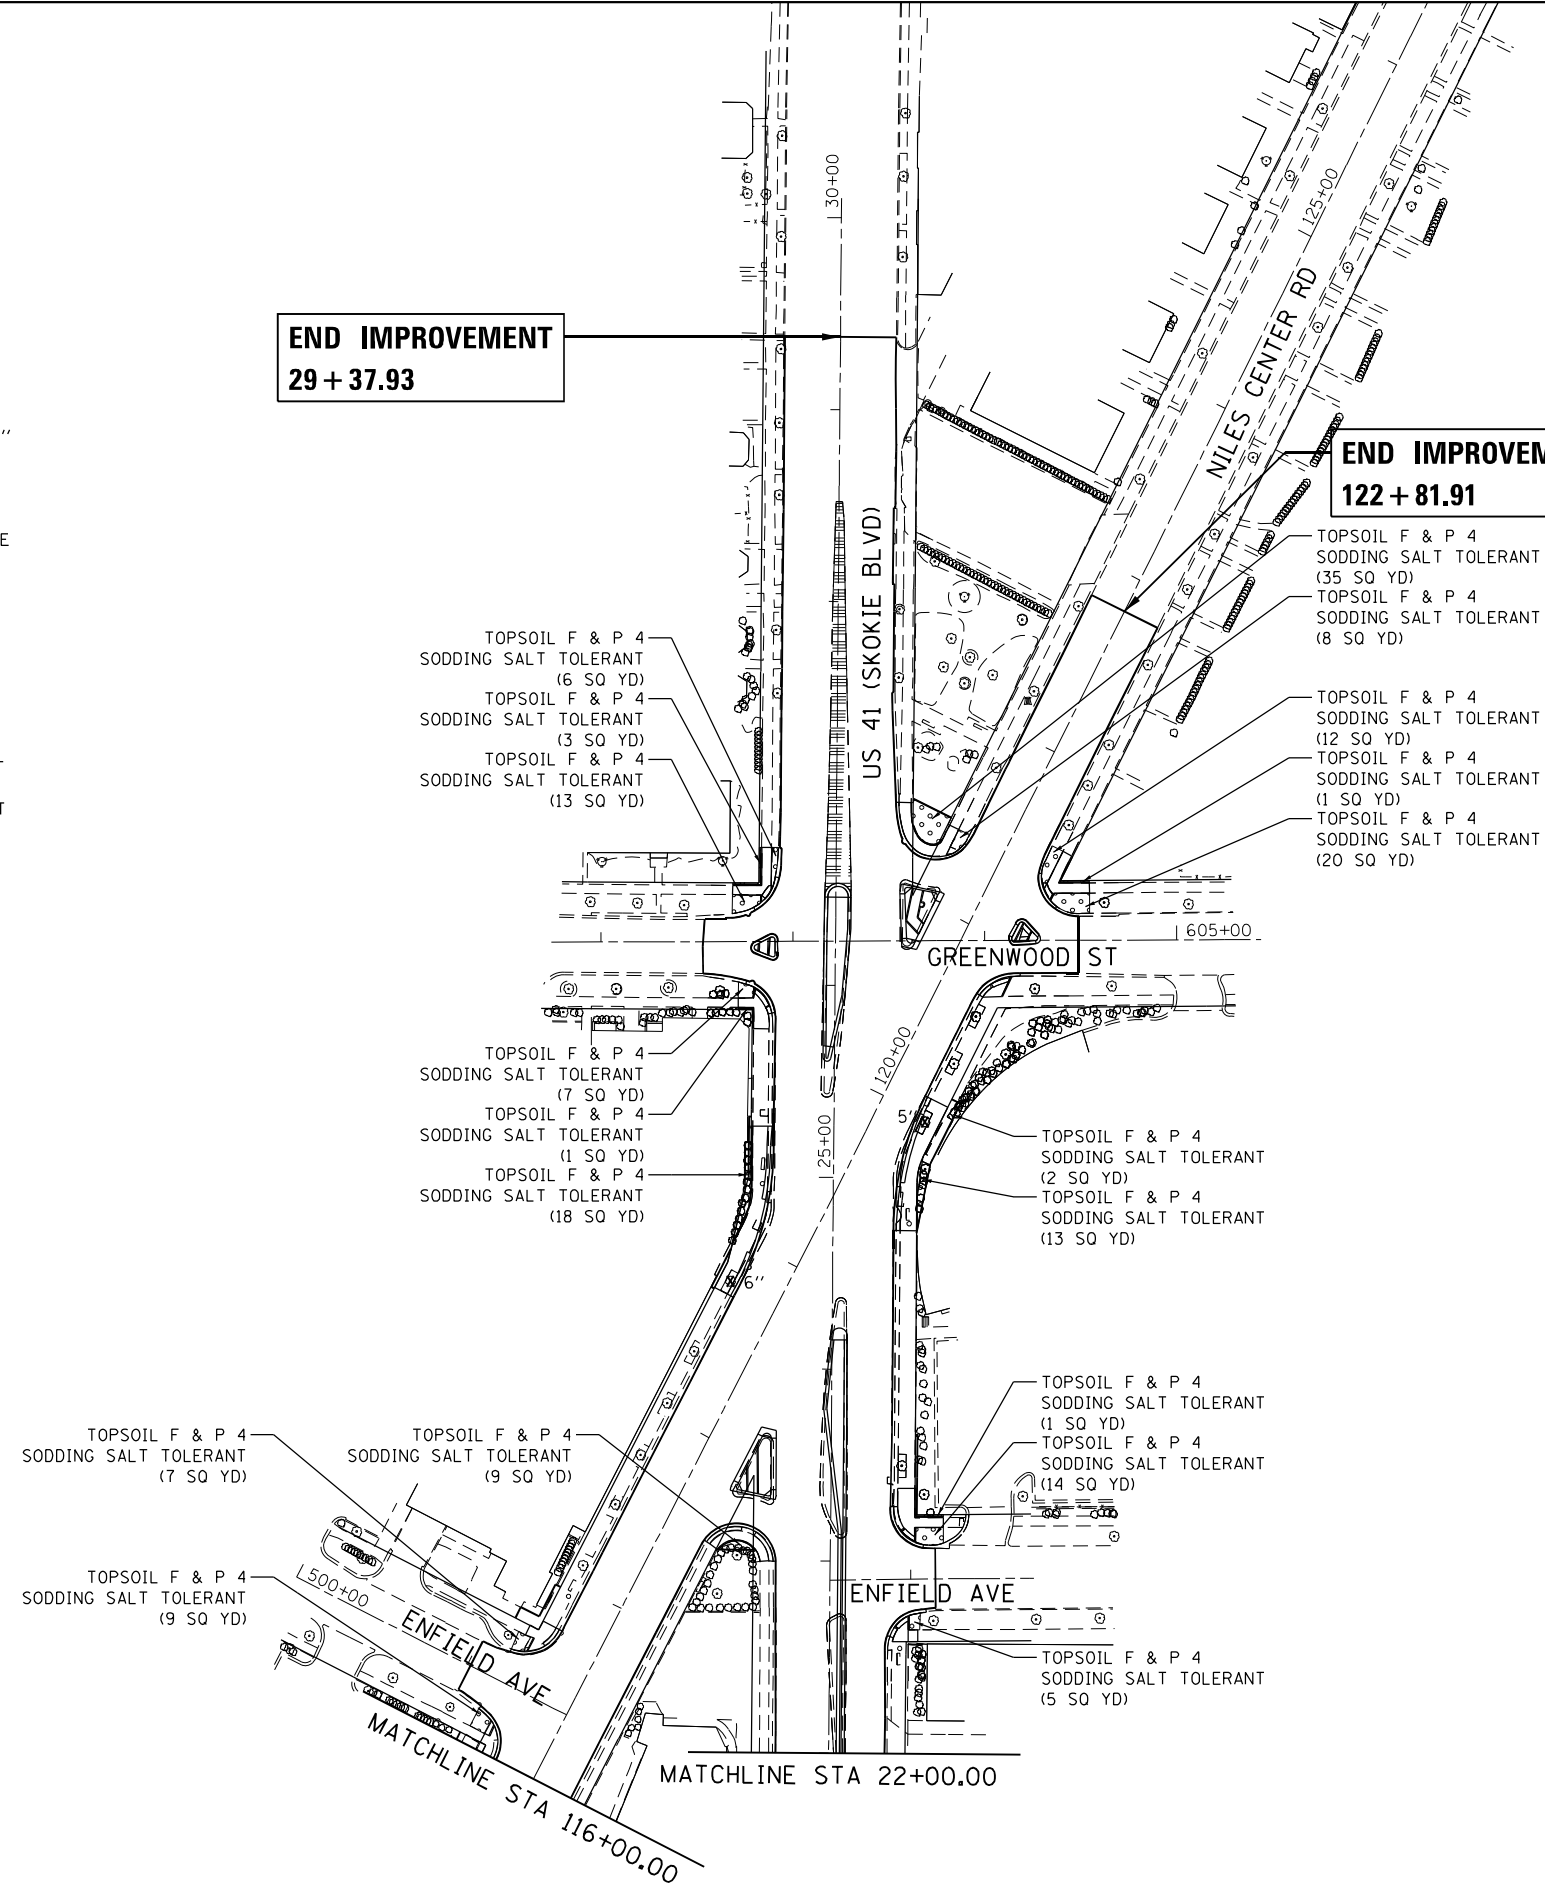 30+00
125+00
NILES CENTER RD
END IMPROVEMENT
29+37.93
''
E
T
END IMPROVEM
122+81.91
US 41 (SKOKIE BLVD)
TOPSOIL F & P 4
SODDING SALT TOLERANT
(35 SQ YD)
TOPSOIL F & P 4
SODDING SALT TOLERANT
(8 SQ YD)
TOPSOIL F & P 4
SODDING SALT TOLERANT
(12 SQ YD)
TOPSOIL F & P 4
SODDING SALT TOLERANT
(1 SQ YD)
TOPSOIL F & P 4
SODDING SALT TOLERANT
(20 SQ YD)
TOPSOIL F & P 4
SODDING SALT TOLERANT
(6 SQ YD)
TOPSOIL F & P 4
SODDING SALT TOLERANT
(3 SQ YD)
TOPSOIL F & P 4
SODDING SALT TOLERANT
(13 SQ YD)
605+00
GREENWOOD ST
120+00
25+00
5''
6''
TOPSOIL F & P 4
SODDING SALT TOLERANT
(7 SQ YD)
TOPSOIL F & P 4
SODDING SALT TOLERANT
(1 SQ YD)
TOPSOIL F & P 4
SODDING SALT TOLERANT
(18 SQ YD)
TOPSOIL F & P 4
SODDING SALT TOLERANT
(2 SQ YD)
TOPSOIL F & P 4
SODDING SALT TOLERANT
(13 SQ YD)
TOPSOIL F & P 4
SODDING SALT TOLERANT
(1 SQ YD)
TOPSOIL F & P 4
SODDING SALT TOLERANT
(14 SQ YD)
TOPSOIL F & P 4
SODDING SALT TOLERANT
(7 SQ YD)
TOPSOIL F & P 4
SODDING SALT TOLERANT
(9 SQ YD)
TOPSOIL F & P 4
SODDING SALT TOLERANT
(9 SQ YD)
500+00
ENFIELD AVE
ENFIELD AVE
TOPSOIL F & P 4
SODDING SALT TOLERANT
(5 SQ YD)
MATCHLINE STA 116+00.00
MATCHLINE STA 22+00.00